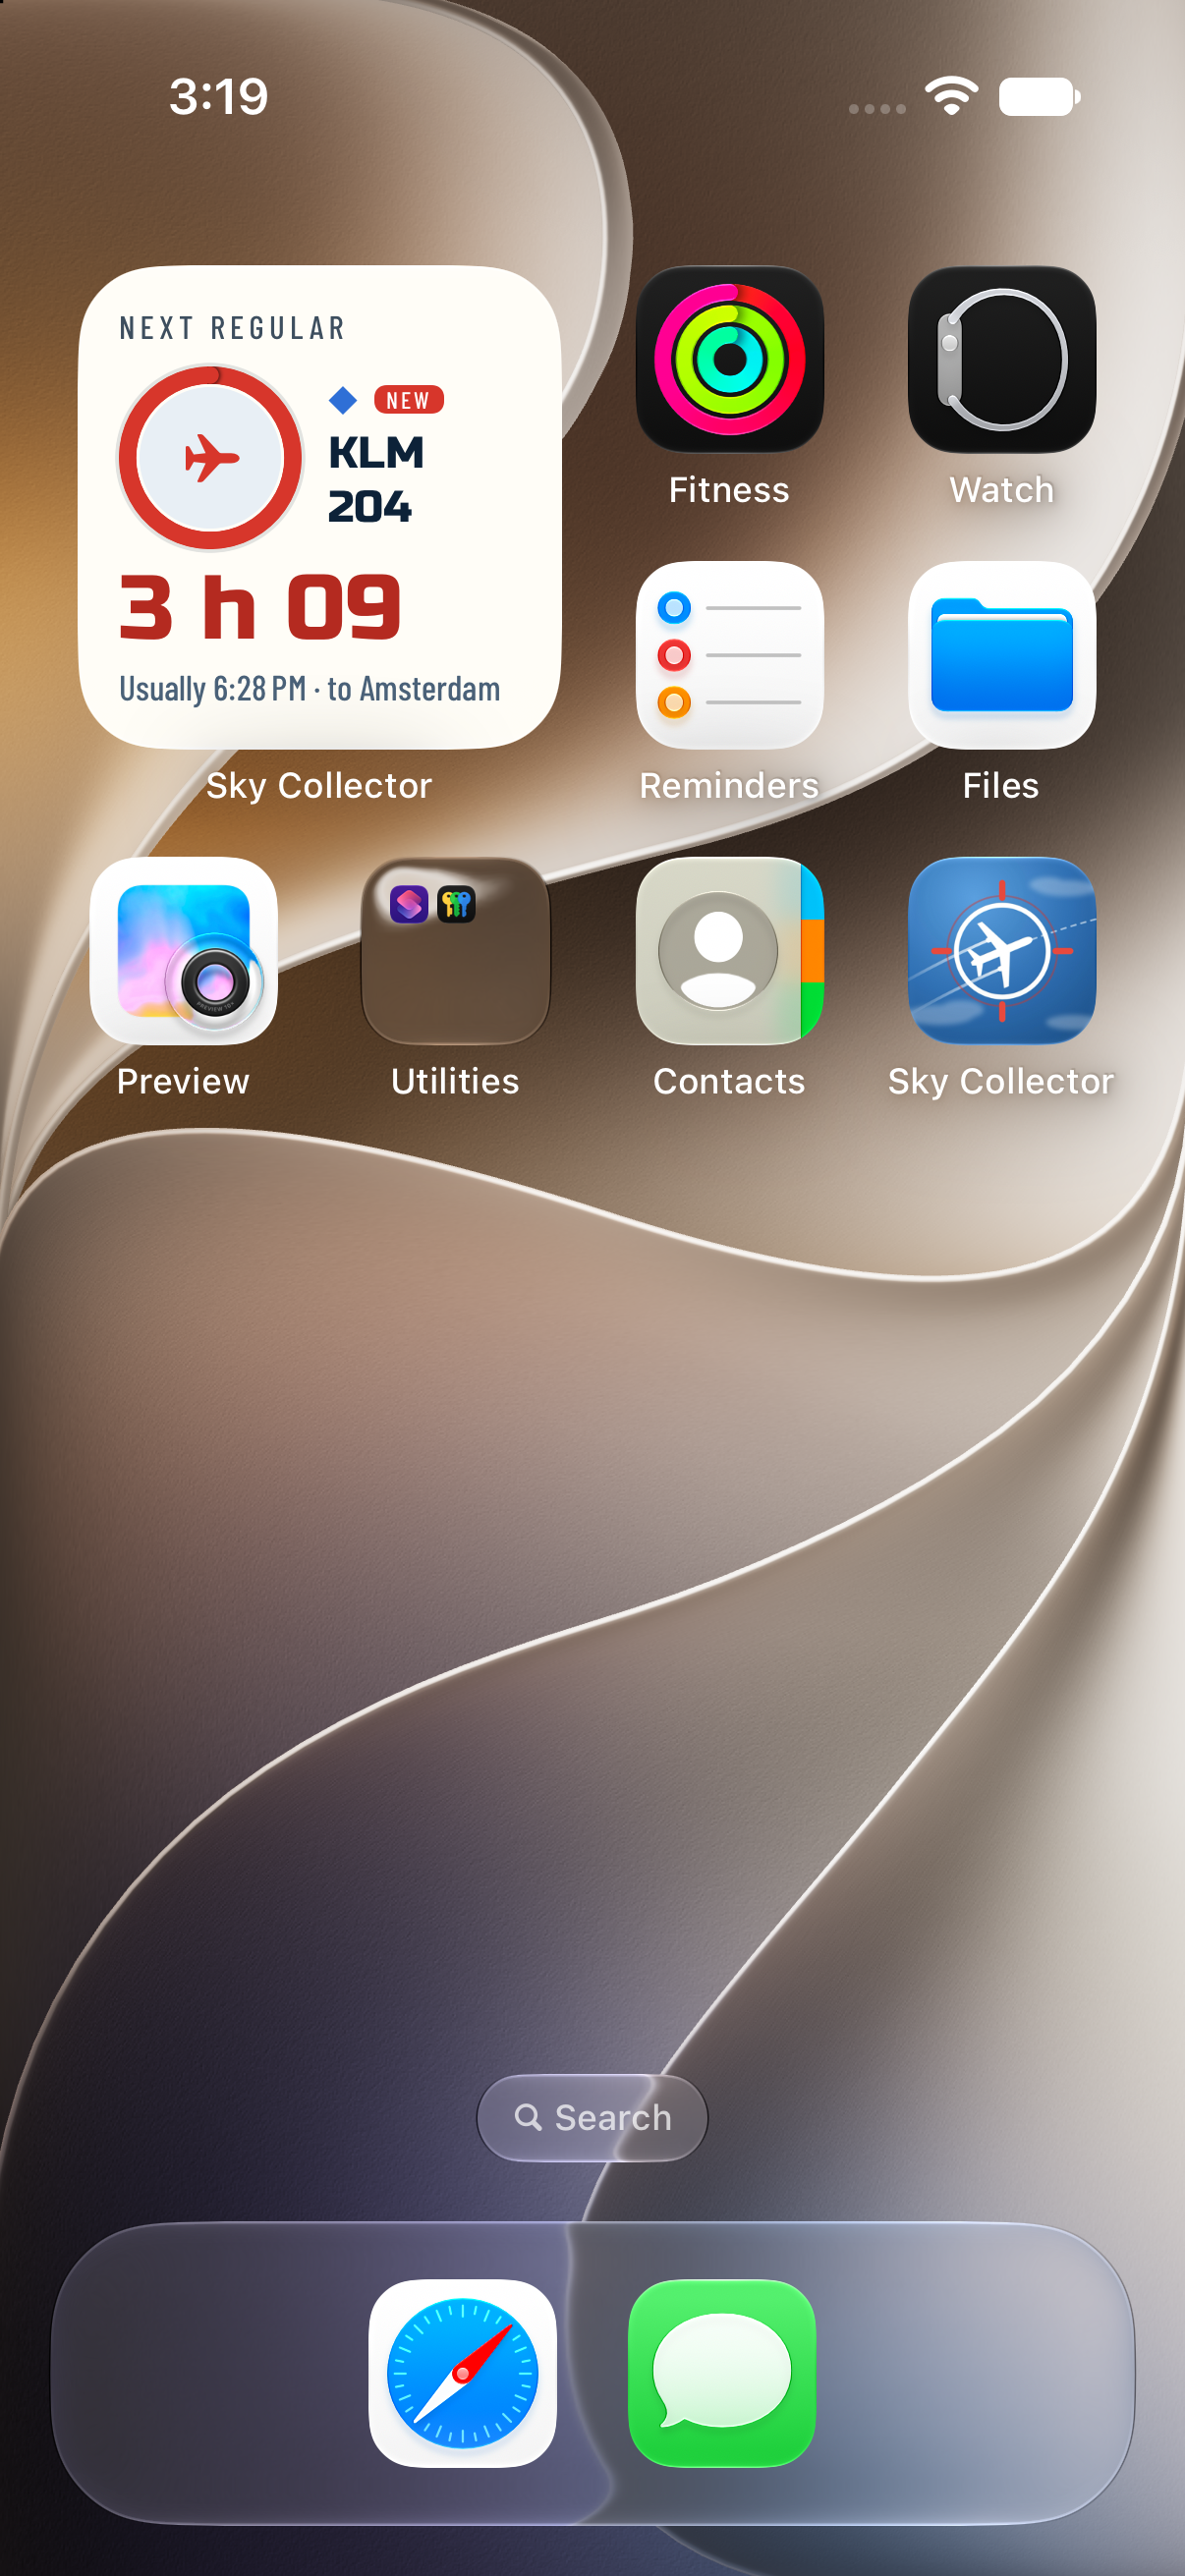 3:19
NEXT REGULAR
NEW
KLM
204
3 h 09
Usually 6:28 PM · to Amsterdam
Sky Collector
Fitness
Watch
Reminders
Files
Preview
Utilities
Contacts
Sky Collector
Search